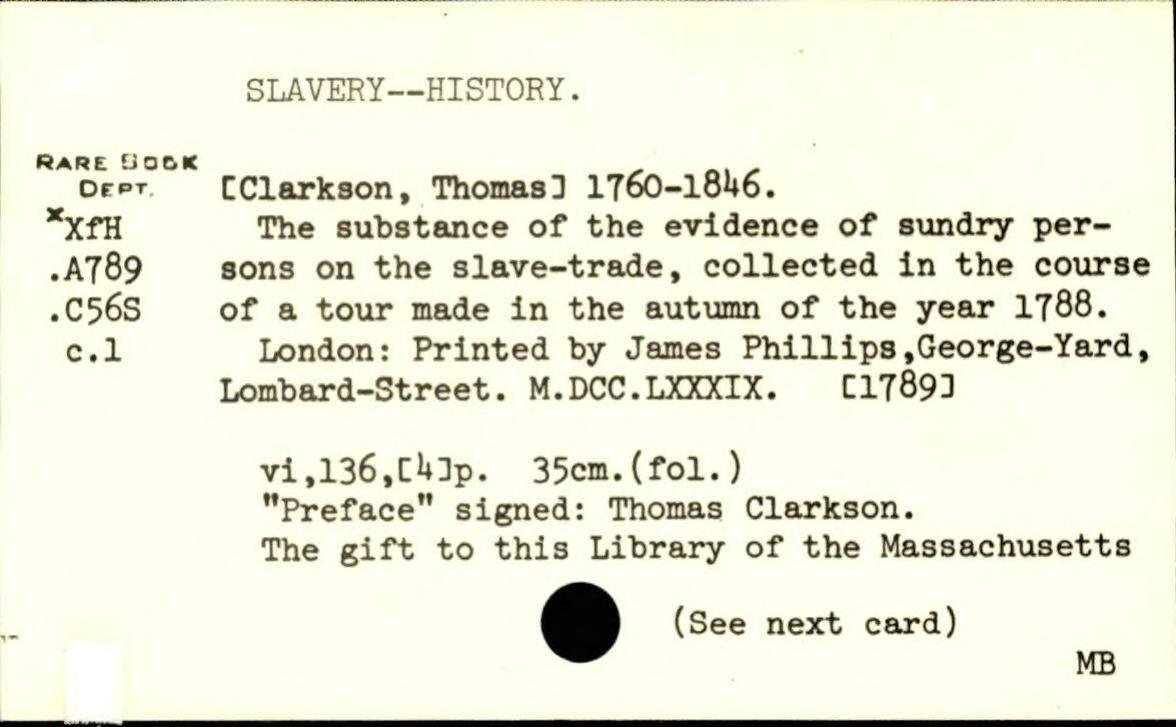 SLAVERY--HISTORY.
RARE BOOK
DEPT.
[Clarkson, Thomas] 1760-1846.
xXfH The substance of the evidence of sundry per-
.A789 sons on the slave-trade, collected in the course
.C56S of a tour made in the autumn of the year 1788.
c.1 London: Printed by James Phillips,George-Yard,
Lombard-Street. M.DCC.LXXXIX. [1789]
vi,136,[4]p. 35cm.(fol.)
"Preface" signed: Thomas Clarkson.
The gift to this Library of the Massachusetts
(See next card)
MB